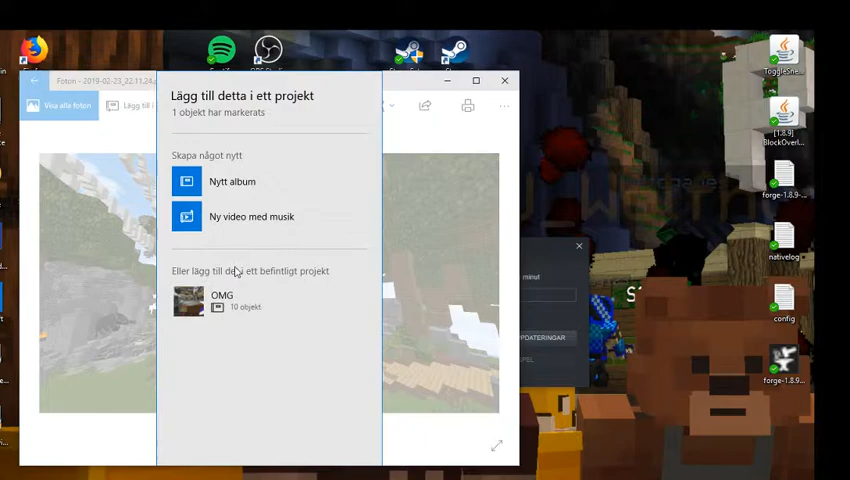 Foton - 2019-02-23_22.11.24.p
Visa alla foton
Lägg till i
Lägg till detta i ett projekt
1 objekt har markerats
Skapa något nytt
Nytt album
Ny video med musik
Eller lägg till det i ett befintligt projekt
OMG
10 objekt
minut
PPDATERINGAR
SPEL
ToggleSne...
[1.8.9]
BlockOverl
forge-1.8.9-
nativelog
config
forge-1.8.9...